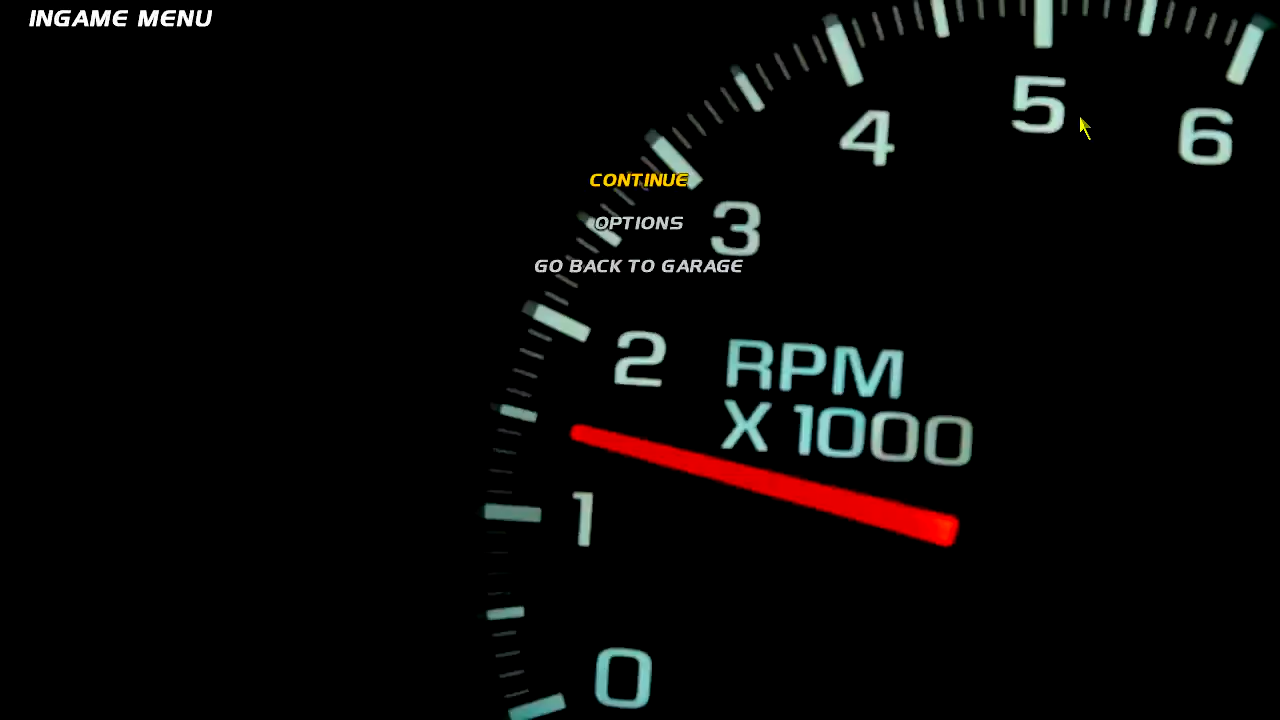 INGAME MENU
CONTINUE
OPTIONS
GO BACK TO GARAGE
0
1
2
3
4
5
6
RPM
X 1000